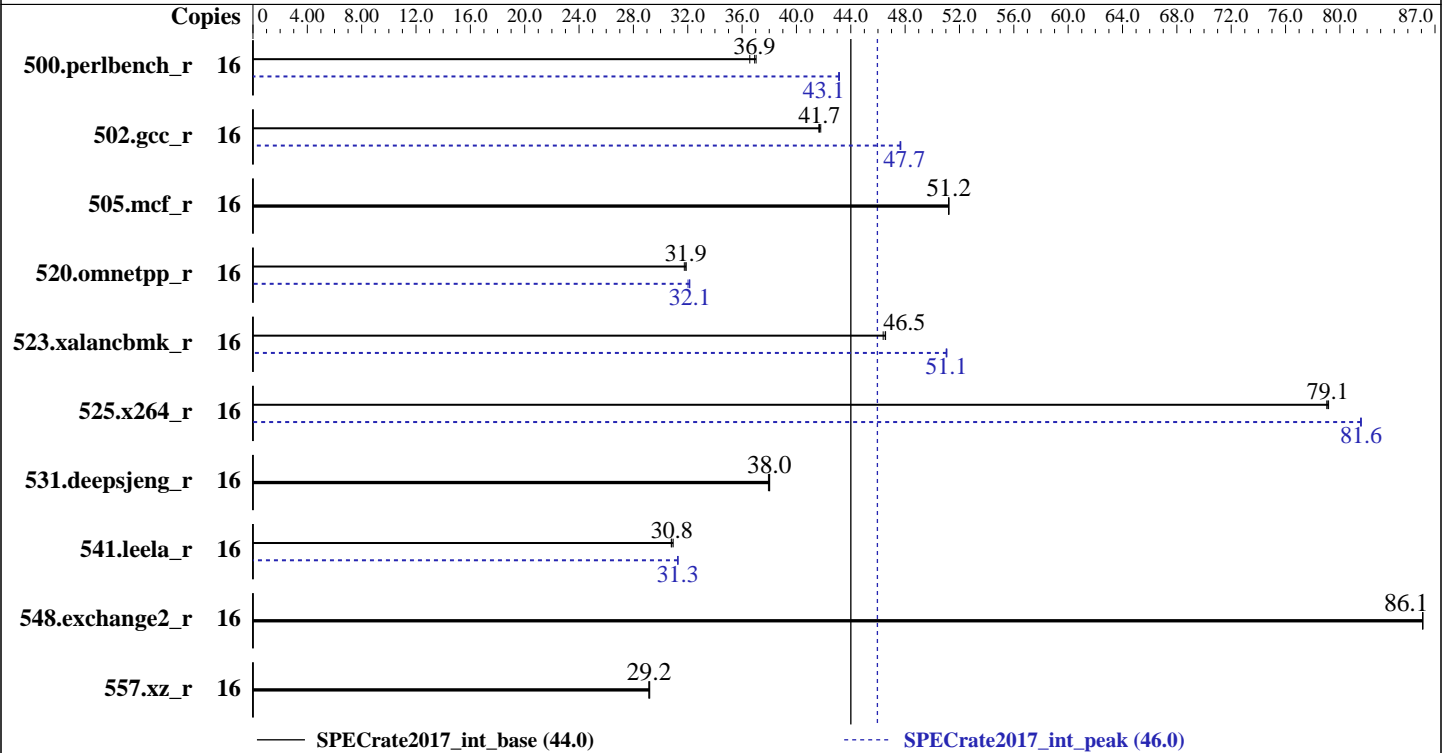 Copies 0 4.00 8.00 12.0 16.0 20.0 24.0 28.0 32.0 36.0 40.0 44.0 48.0 52.0 56.0 60.0 64.0 68.0 72.0 76.0 80.0 87.0
36.9
500.perlbench_r 16
43.1
41.7
502.gcc_r 16
47.7
51.2
505.mcf_r 16
31.9
520.omnetpp_r 16
32.1
46.5
523.xalancbmk_r 16
51.1
79.1
525.x264_r 16
81.6
38.0
531.deepsjeng_r 16
30.8
541.leela_r 16
31.3
86.1
548.exchange2_r 16
29.2
557.xz_r 16
SPECrate2017_int_base (44.0) SPECrate2017_int_peak (46.0)